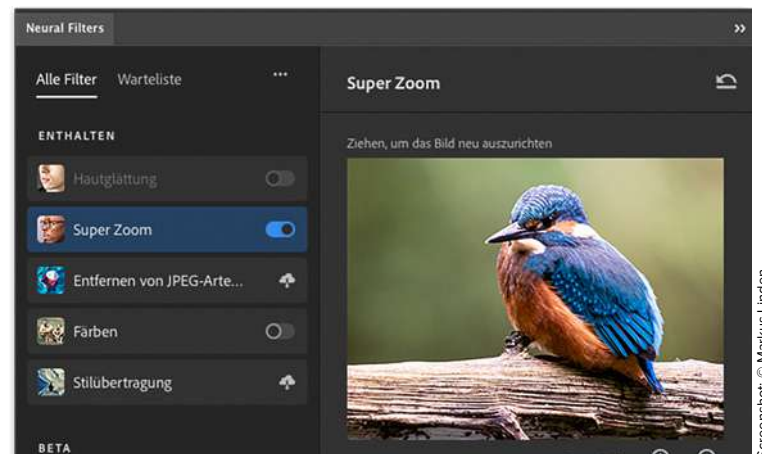 Neural Filters
Alle Filter Warteliste
ENTHALTEN
Hautglättung
Super Zoom
Entfernen von JPEG-Arte...
Färben
Stilübertragung
BETA
Super Zoom
Ziehen, um das Bild neu auszurichten
Screenshot: © Markus Linden